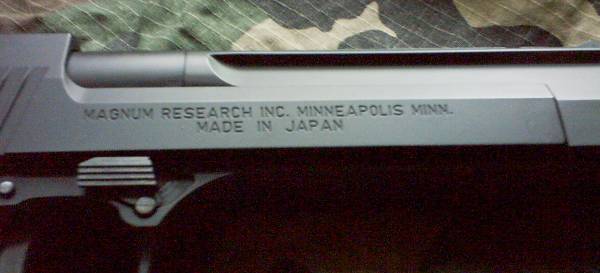 MAGNUM RESEARCH INC. MINNEAPOLIS MINN.
MADE IN JAPAN